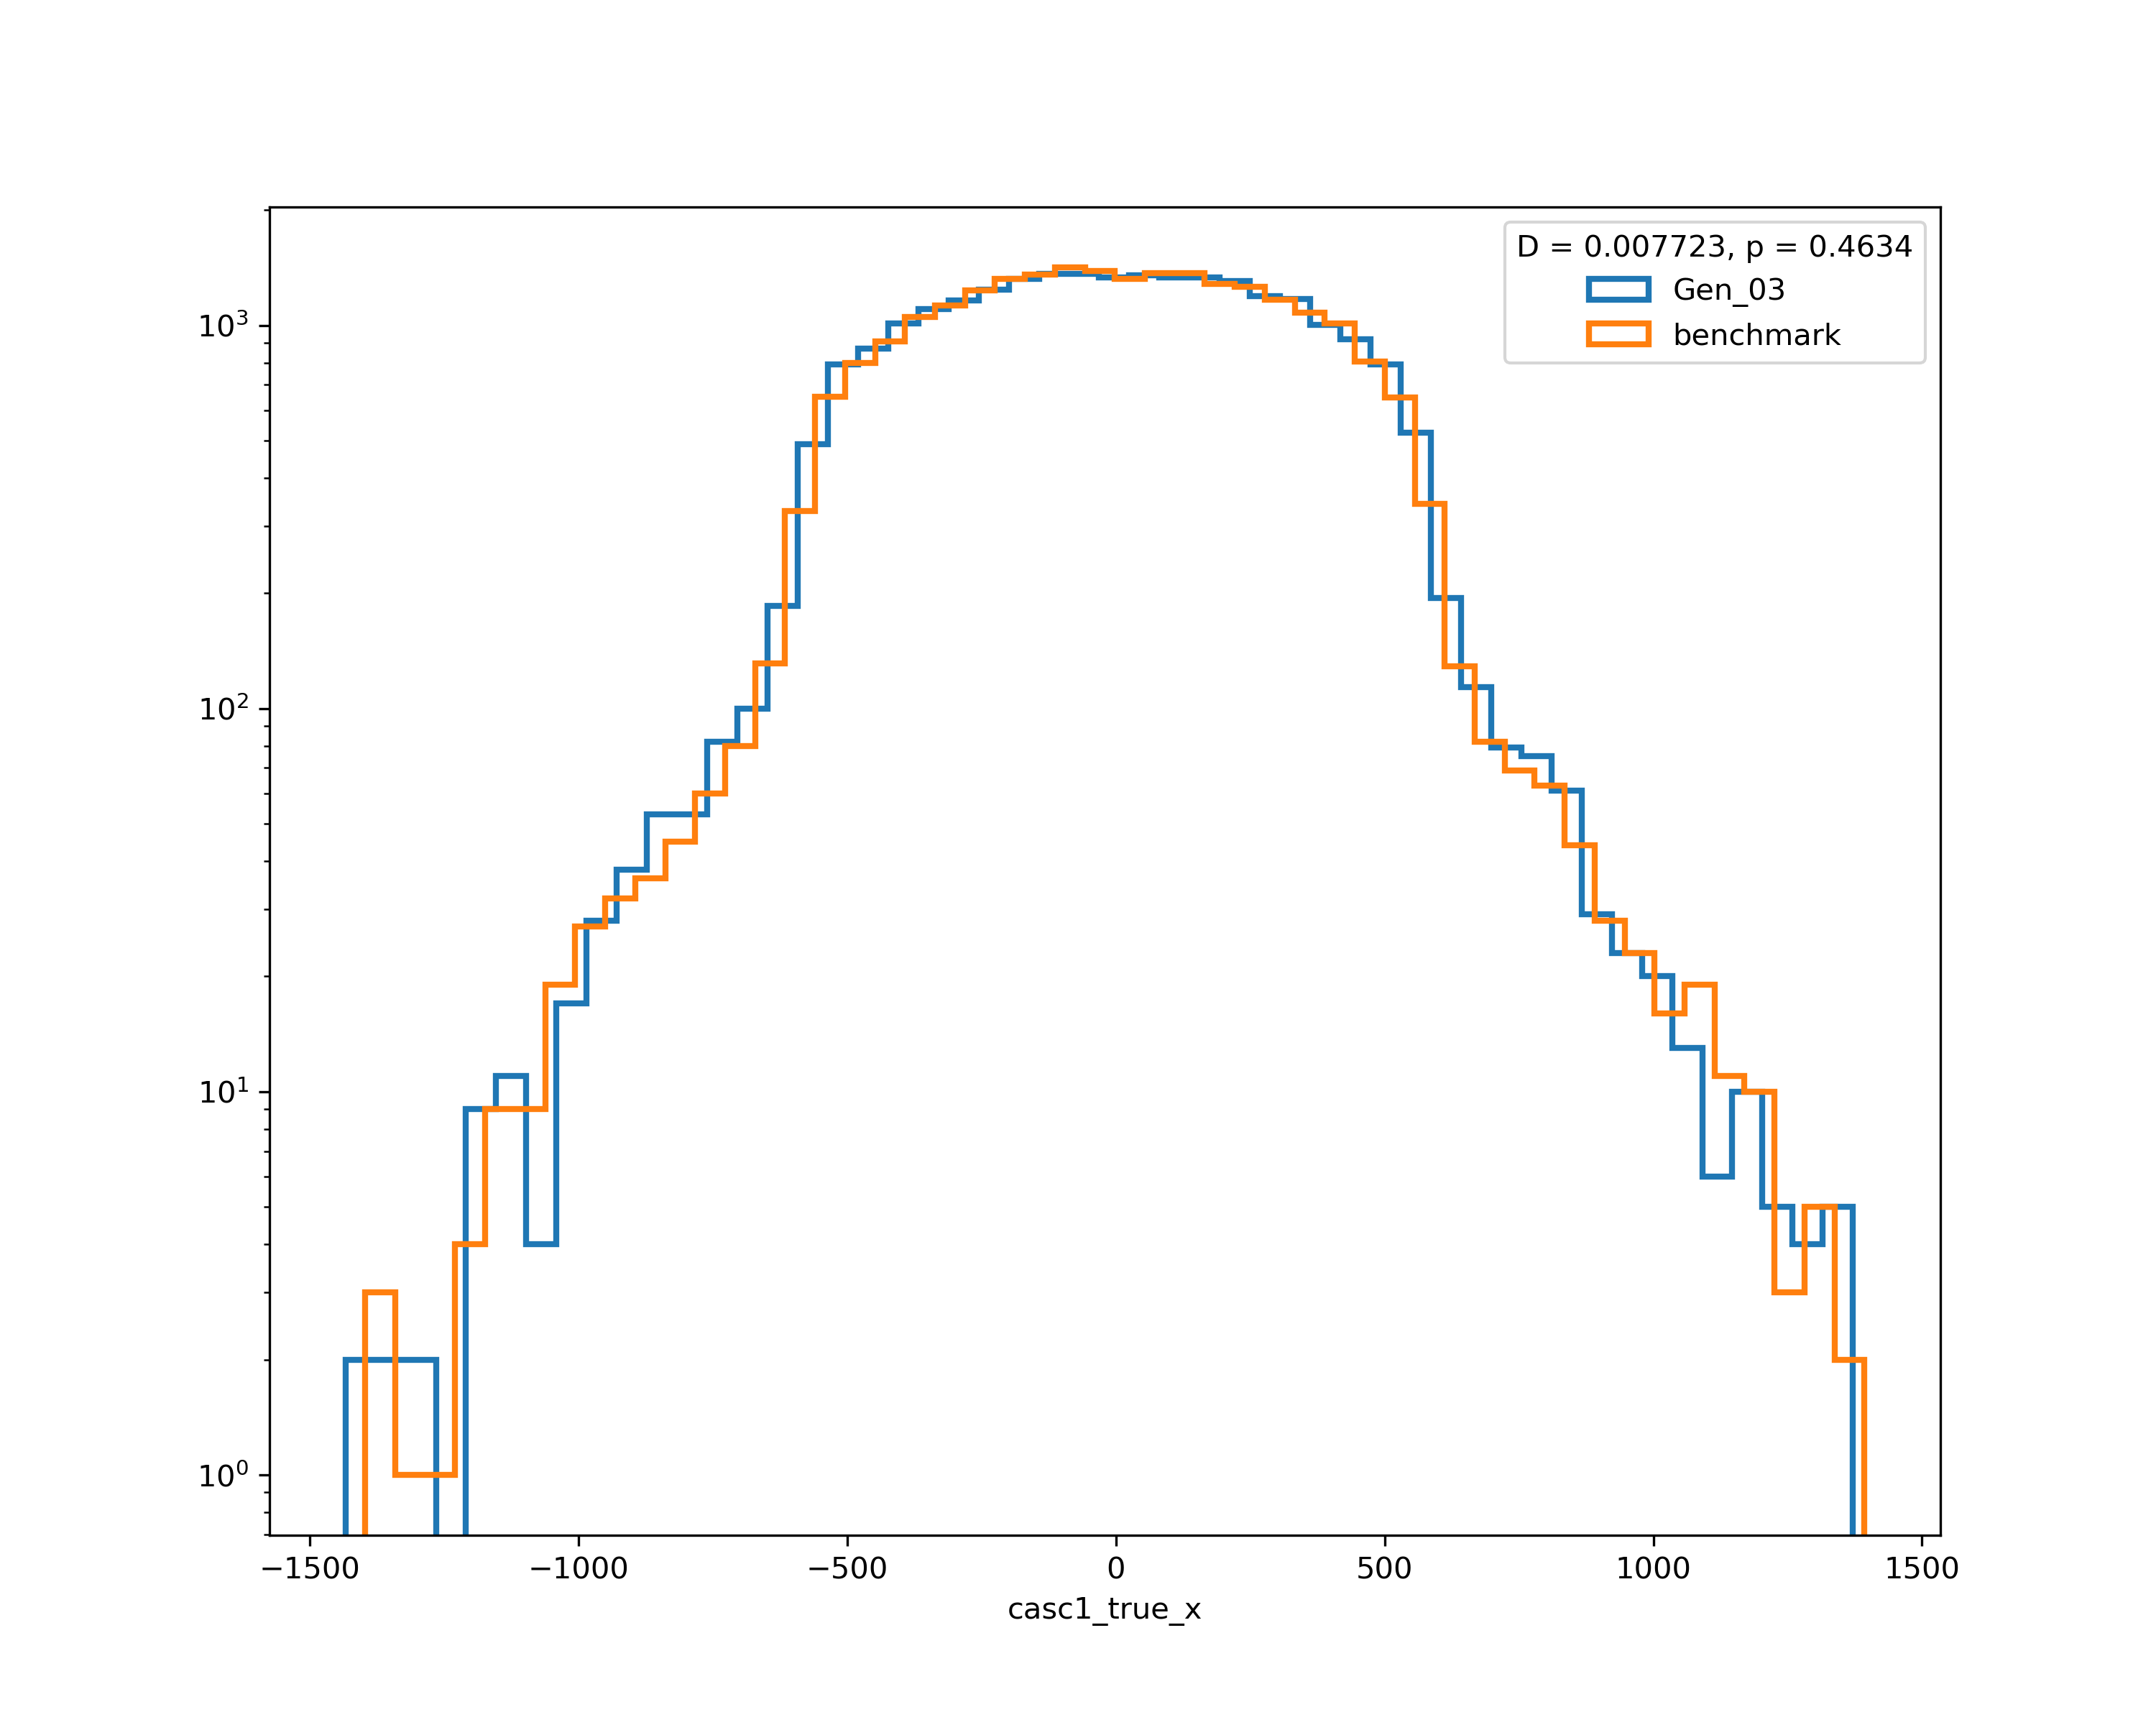 D = 0.007723, p = 0.4634
Gen_03
benchmark
10³
10²
10¹
10⁰
−1500 −1000 −500 0 500 1000 1500
casc1_true_x